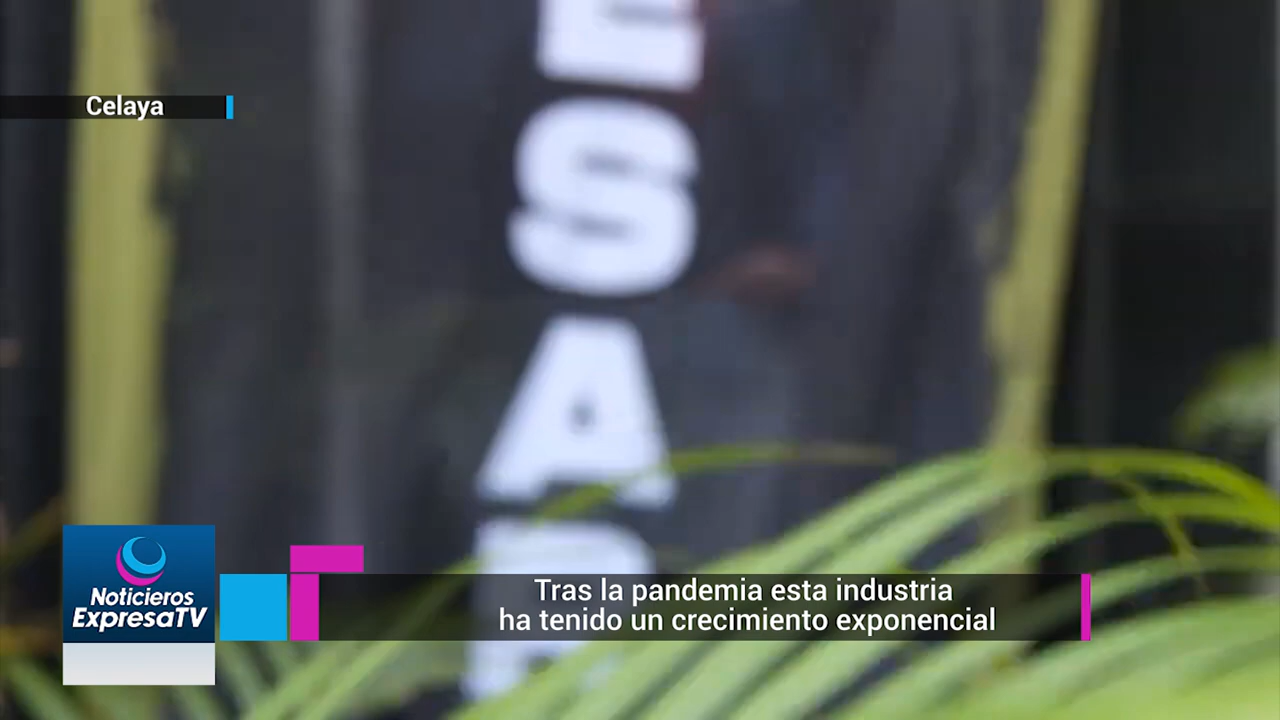 Celaya
E
S
A
Noticieros
ExpresaTV
Tras la pandemia esta industria
ha tenido un crecimiento exponencial